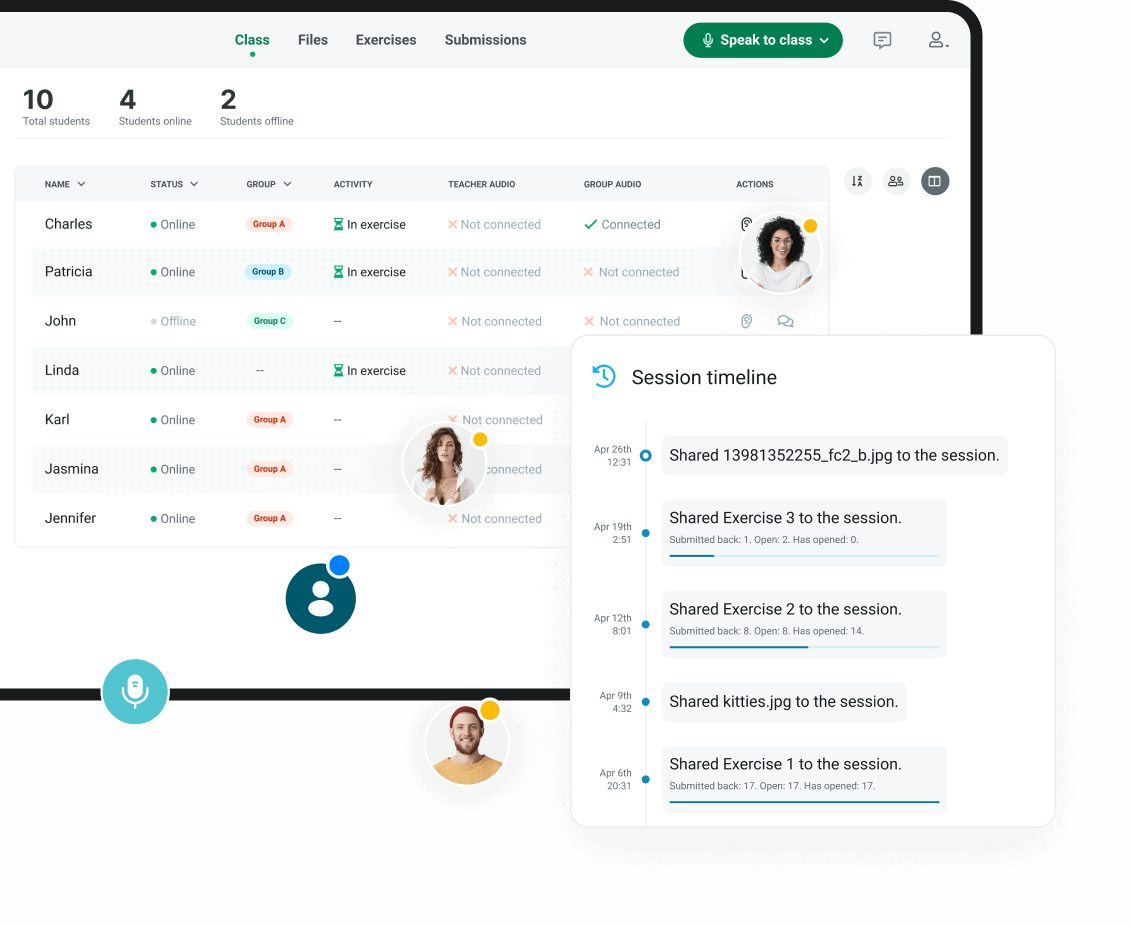 Class Files Exercises Submissions Speak to class
10 4 2
Total students Students online Students offline
NAME STATUS GROUP ACTIVITY TEACHER AUDIO GROUP AUDIO ACTIONS
Charles Online Group A In exercise Not connected Connected
Patricia Online Group B In exercise Not connected Not connected
John Offline Group C -- Not connected Not connected
Linda Online -- In exercise Not connected
Karl Online Group A -- Not connected
Jasmina Online Group A -- connected
Jennifer Online Group A -- Not connected
Session timeline
Apr 26th
12:31
Shared 13981352255_fc2_b.jpg to the session.
Apr 19th
2:51
Shared Exercise 3 to the session.
Submitted back: 1. Open: 2. Has opened: 0.
Apr 12th
8:01
Shared Exercise 2 to the session.
Submitted back: 8. Open: 8. Has opened: 14.
Apr 9th
4:32
Shared kitties.jpg to the session.
Apr 6th
20:31
Shared Exercise 1 to the session.
Submitted back: 17. Open: 17. Has opened: 17.